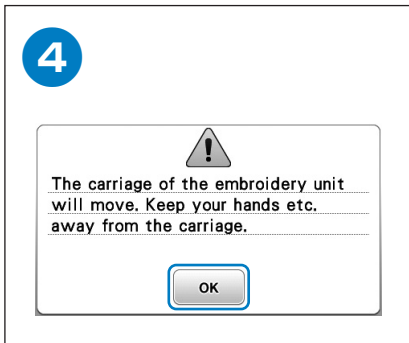 4
The carriage of the embroidery unit
will move. Keep your hands etc.
away from the carriage.
OK